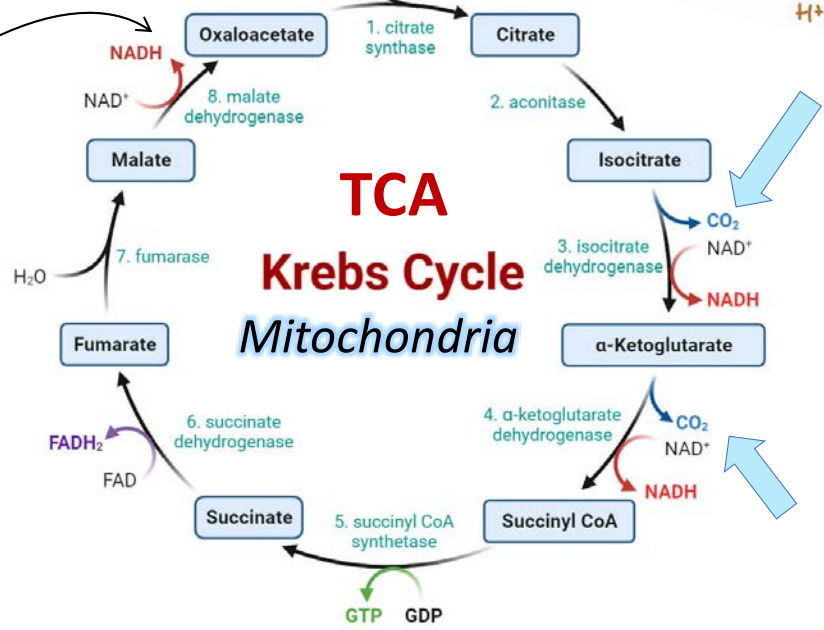 H+
Oxaloacetate
1. citrate
synthase
Citrate
NADH
NAD⁺
8. malate
dehydrogenase
2. aconitase
Malate
Isocitrate
TCA
CO₂
NAD⁺
7. fumarase
3. isocitrate
dehydrogenase
H₂O
Krebs Cycle
NADH
Mitochondria
Fumarate
α-Ketoglutarate
6. succinate
dehydrogenase
4. α-ketoglutarate
dehydrogenase
CO₂
NAD⁺
FADH₂
FAD
NADH
Succinate
5. succinyl CoA
synthetase
Succinyl CoA
GTP
GDP